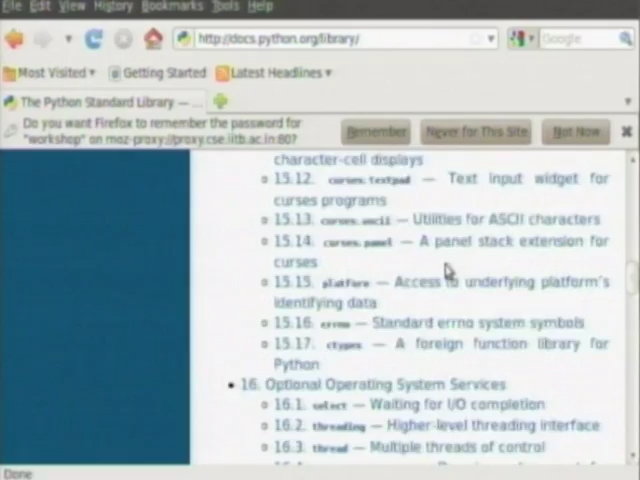 File Edit View History Bookmarks Tools Help
http://docs.python.org/library/
Google
Most Visited Getting Started Latest Headlines
The Python Standard Library — ...
Do you want Firefox to remember the password for
"workshop" on moz-proxy://proxy.cse.iitb.ac.in:80?
Remember Never for This Site Not Now
character-cell displays
15.12. curses.textpad — Text input widget for
curses programs
15.13. curses.ascii — Utilities for ASCII characters
15.14. curses.panel — A panel stack extension for
curses
15.15. platform — Access to underlying platform's
identifying data
15.16. errno — Standard errno system symbols
15.17. ctypes — A foreign function library for
Python
16. Optional Operating System Services
16.1. select — Waiting for I/O completion
16.2. threading — Higher-level threading interface
16.3. thread — Multiple threads of control
Done